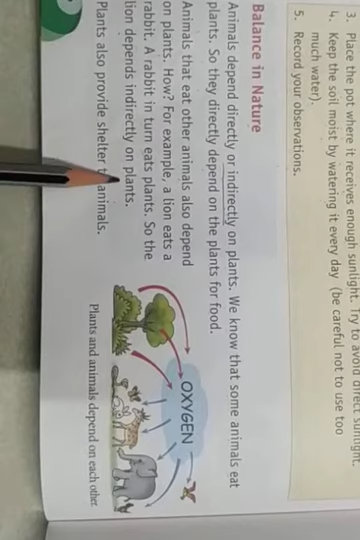 3. Place the pot where it receives enough sunlight. Try to avoid direct sunlight.
4. Keep the soil moist by watering it every day (be careful not to use too
much water).
5. Record your observations.
Balance in Nature
Animals depend directly or indirectly on plants. We know that some animals eat
plants. So they directly depend on the plants for food.
Animals that eat other animals also depend
on plants. How? For example, a lion eats a
rabbit. A rabbit in turn eats plants. So the
lion depends indirectly on plants.
Plants also provide shelter to animals.
OXYGEN
Plants and animals depend on each other.